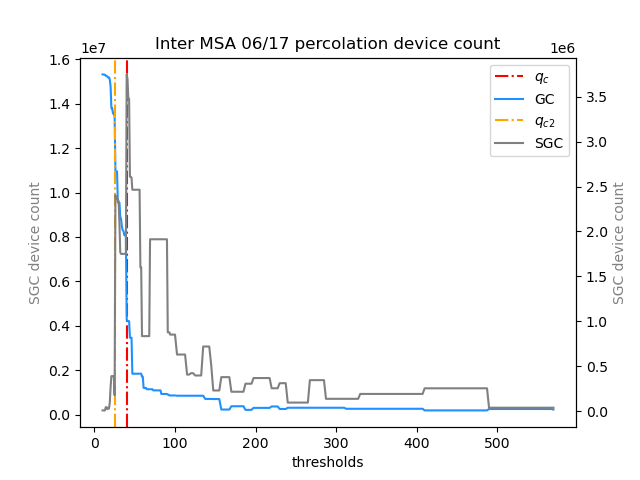 Inter MSA 06/17 percolation device count
1e7
1e6
1.6
1.4
1.2
1.0
0.8
0.6
0.4
0.2
0.0
SGC device count
3.5
3.0
2.5
2.0
1.5
1.0
0.5
0.0
SGC device count
q_c
GC
q_{c2}
SGC
0
100
200
300
400
500
thresholds